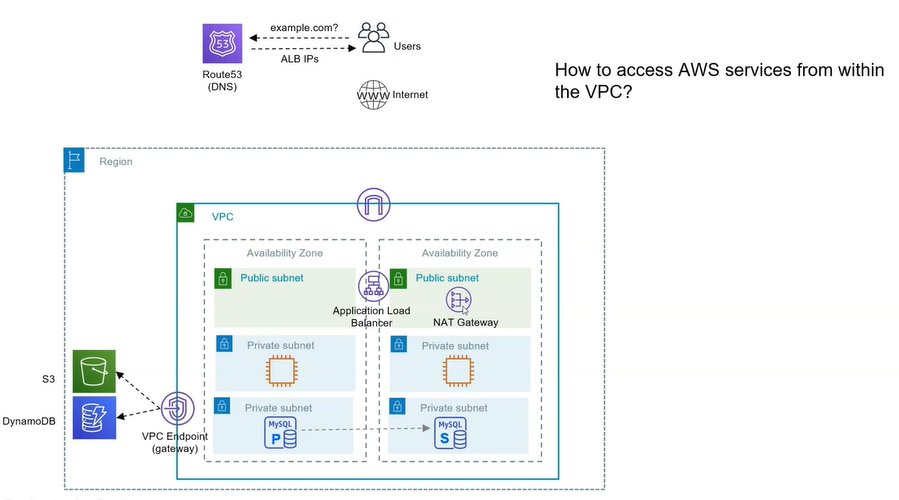 example.com?
Users
ALB IPs
Route53
(DNS)
www Internet
How to access AWS services from within
the VPC?
Region
VPC
Availability Zone
Availability Zone
Public subnet
Public subnet
Application Load
Balancer
NAT Gateway
Private subnet
Private subnet
S3
DynamoDB
VPC Endpoint
(gateway)
Private subnet
Private subnet
MySQL
P
MySQL
S
53